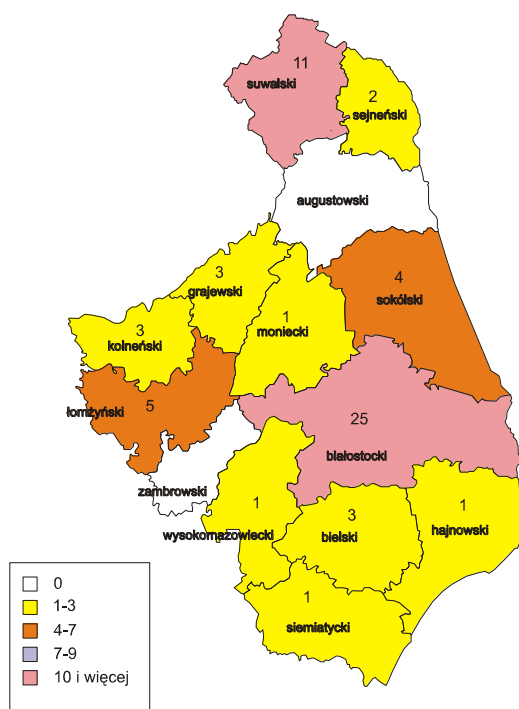 11
suwalski
2
sejneński
augustowski
3
grajewski
4
sokólski
1
moniecki
3
kolneński
5
łomżyński
25
białostocki
zambrowski
1
wysokomazowiecki
3
bielski
1
hajnowski
1
siemiatycki
0
1-3
4-7
7-9
10 i więcej